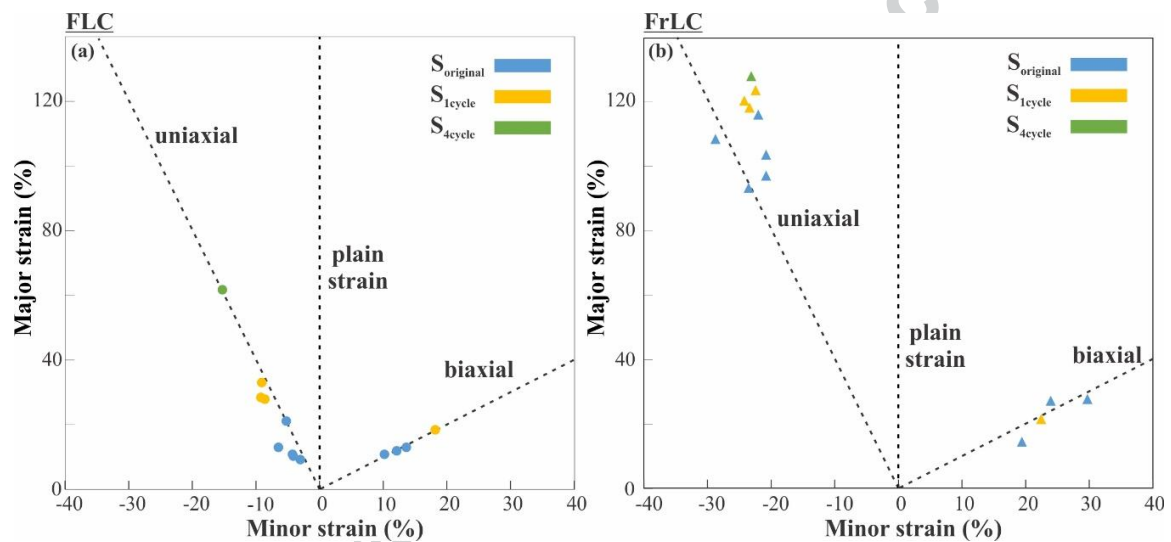 FLC
(a)
S original
S 1cycle
S 4cycle
uniaxial
plain
strain
biaxial
Major strain (%)
120
80
40
0
-40 -30 -20 -10 0 10 20 30 40
Minor strain (%)
FrLC
(b)
S original
S 1cycle
S 4cycle
uniaxial
plain
strain
biaxial
Major strain (%)
120
80
40
0
-40 -30 -20 -10 0 10 20 30 40
Minor strain (%)